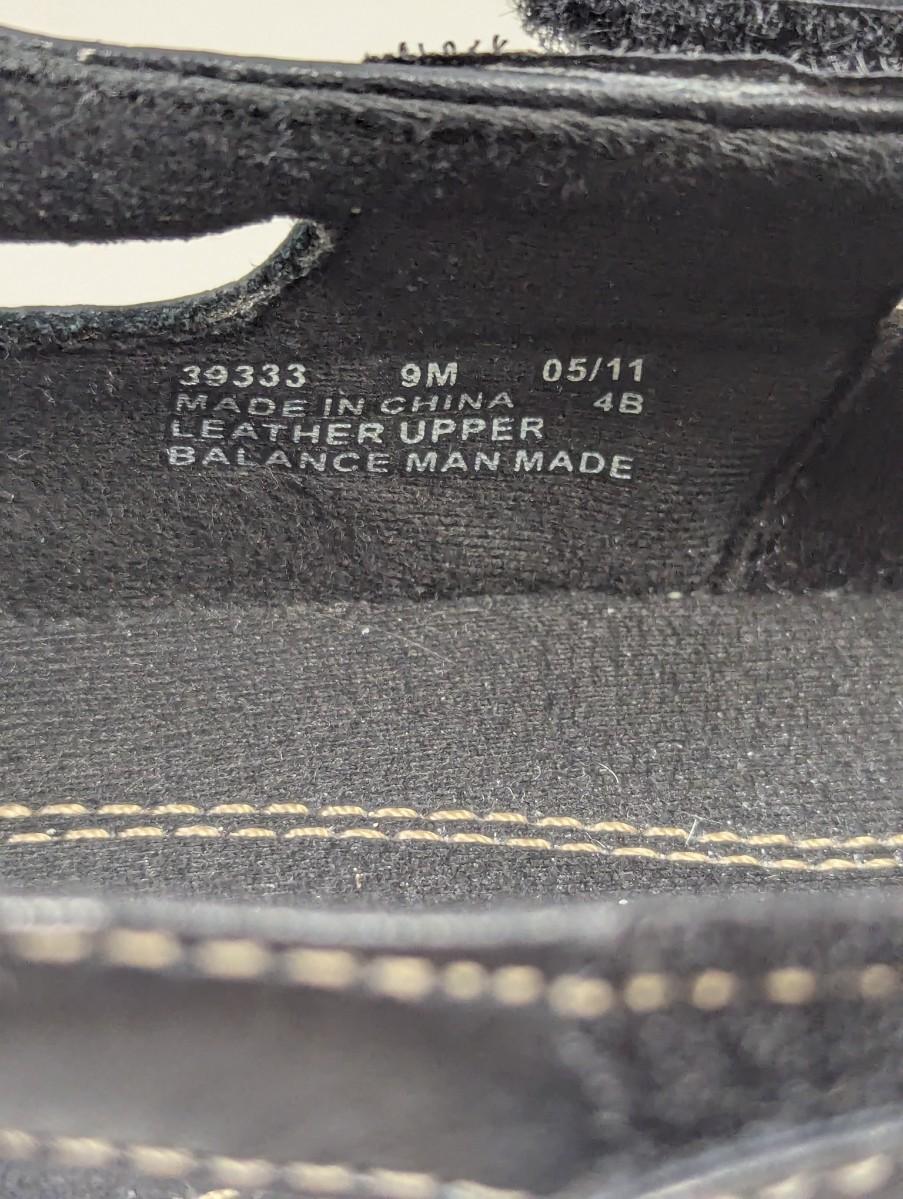 39333 9M 05/11
MADE IN CHINA 4B
LEATHER UPPER
BALANCE MAN MADE